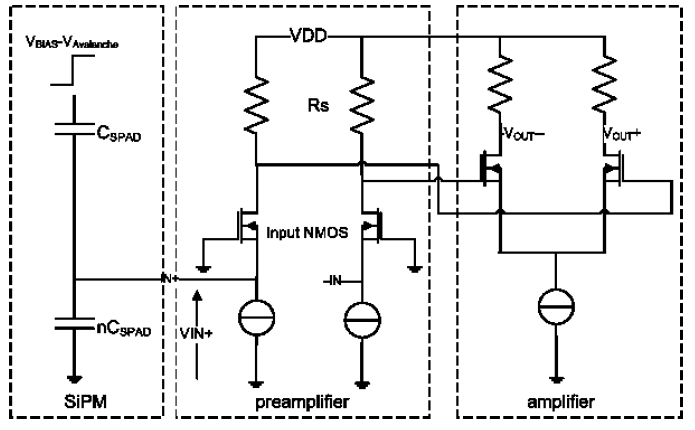 VBIAS-VAvalanche
CSPAD
nCSPAD
SiPM
VDD
Rs
Input NMOS
IN+
-IN
VIN+
preamplifier
VOUT-
VOUT+
amplifier